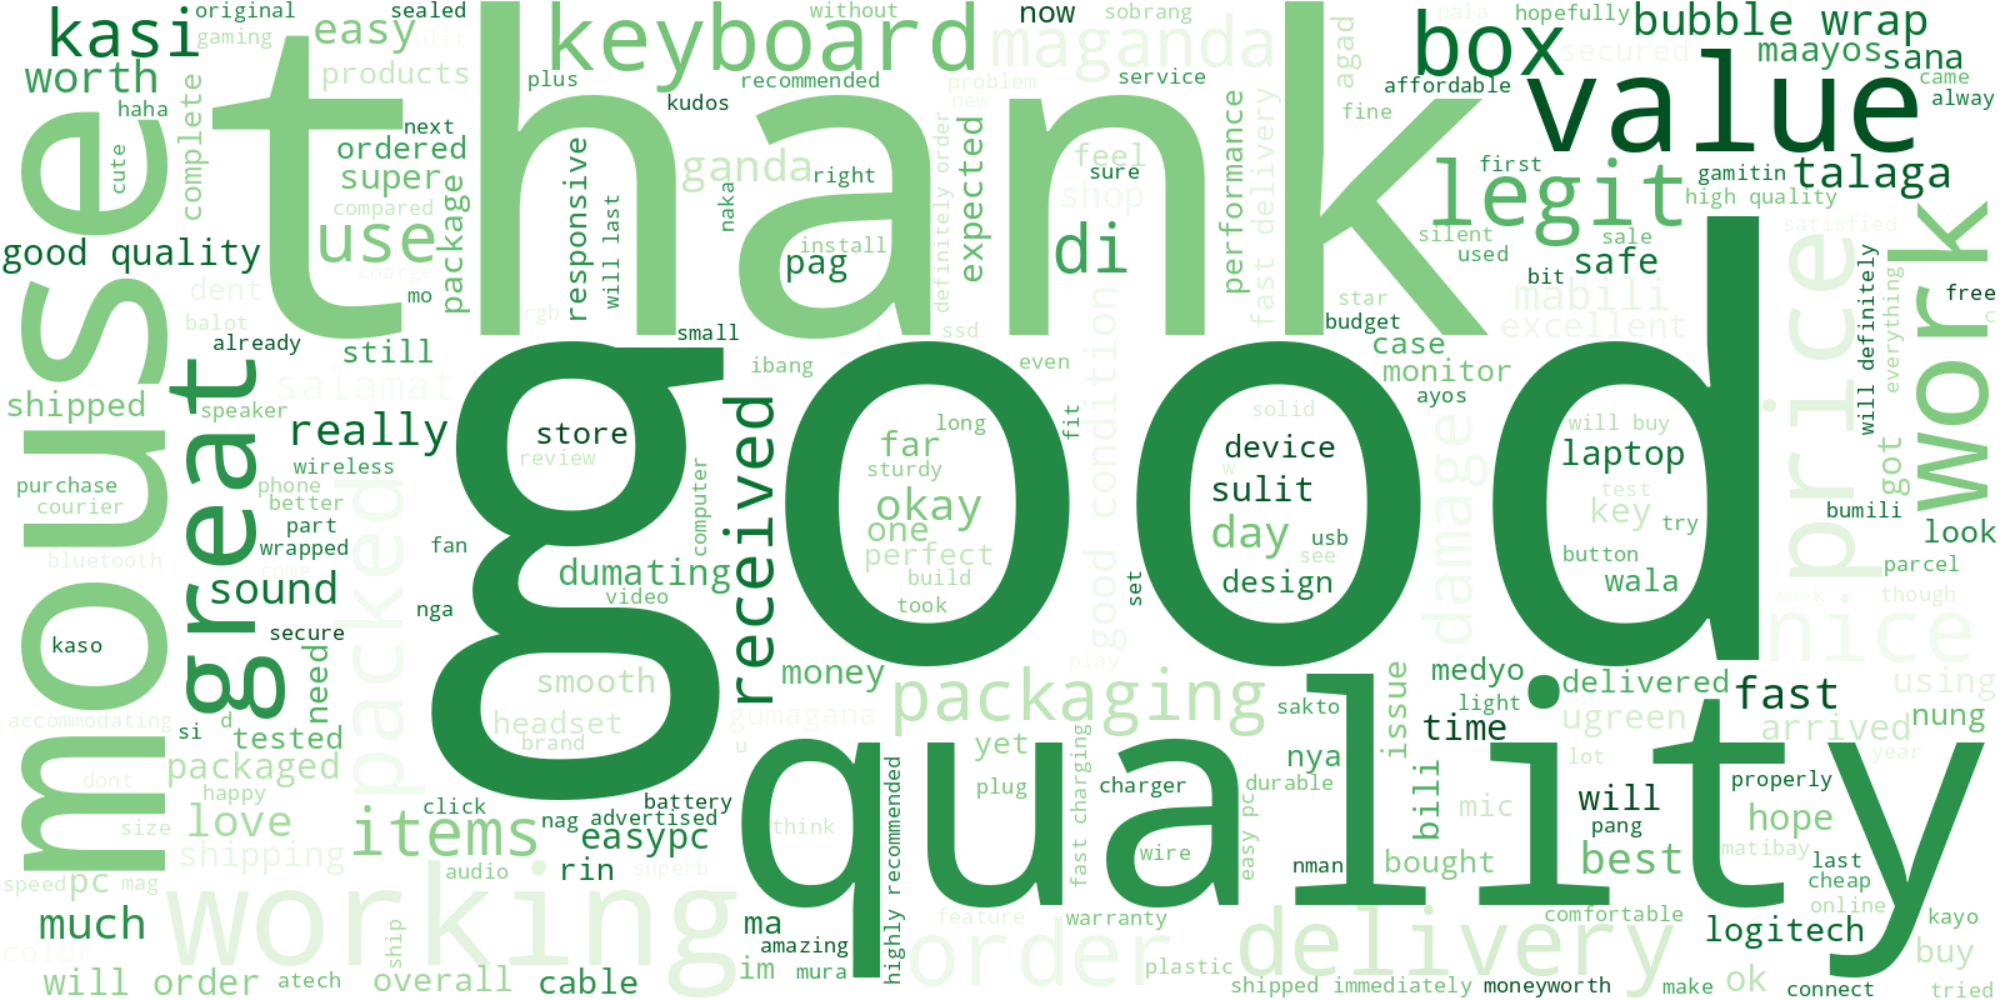 original
sealed
without
now
sobrang
pala
hopefully
bubble wrap
kasi
gaming
easy
ulit
keyboard
maganda
agad
box
secured
maayos
sana
worth
products
plus
recommended
problem
service
affordable
came
haha
complete
kudos
new
fine
value
alway
thank
next
ordered
super
package
compared
responsive
will last
ganda
right
naka
definitely order
expected
feel
sure
shop
performance
fast delivery
legit
first
gamitin
talaga
high quality
cute
use
good quality
charge
install
pag
di
silent
sale
used
satisfied
safe
bit
dent
mo
rgb
ssd
star
budget
mabili
excellent
will definitely
everything
free
c
balot
already
still
small
ibang
even
case
monitor
ayos
price
work
mouse
great
salamat
shipped
speaker
really
store
review
received
good
long
far
sturdy
okay
one
perfect
build
took
fit
good condition
solid
device
w
sulit
day
usb
see
design
set
damage
will buy
laptop
test
key
try
button
wala
got
bumili
look
parcel
week
though
wireless
purchase
courier
phone
better
part
wrapped
bluetooth
come
packed
fan
computer
dumating
video
nga
sound
kaso
secure
need
smooth
headset
brand
money
gumagana
u
packaging
play
sakto
issue
medyo
light
time
delivered
ugreen
fast
nice
using
arrived
nung
accommodating
si
d
tested
packaged
dont
happy
yet
plug
fast charging
charger
nya
durable
easy pc
bili
mic
lot
will
pang
properly
year
hope
quality
size
love
items
click
nag
battery
advertised
easypc
think
wire
highly recommended
nman
bought
best
matibay
last
cheap
speed
pc
mag
shipping
working
audio
rin
superb
much
color
ship
ma
amazing
im
mura
feature
order
warranty
plastic
delivery
comfortable
online
logitech
kayo
buy
will order
atech
overall
cable
shipped immediately
moneyworth
make
ok
connect
tried